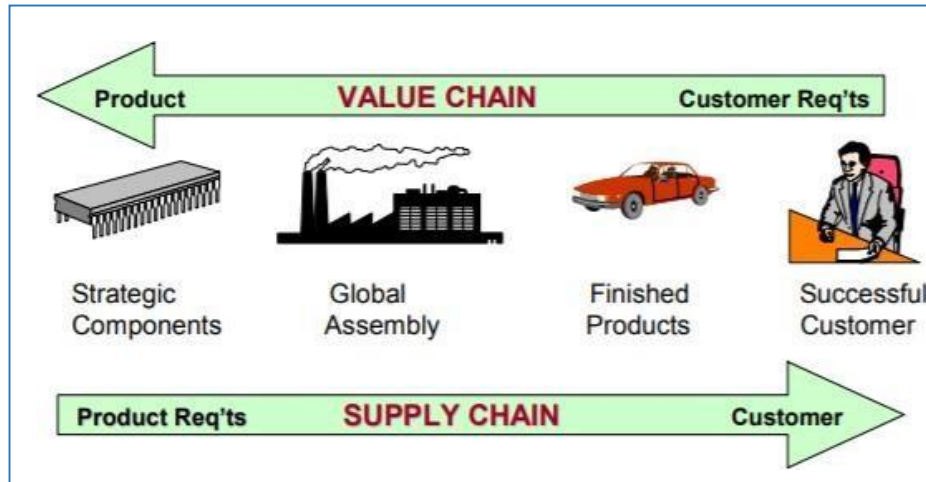 Product VALUE CHAIN Customer Req'ts
Strategic Components
Global Assembly
Finished Products
Successful Customer
Product Req'ts SUPPLY CHAIN Customer